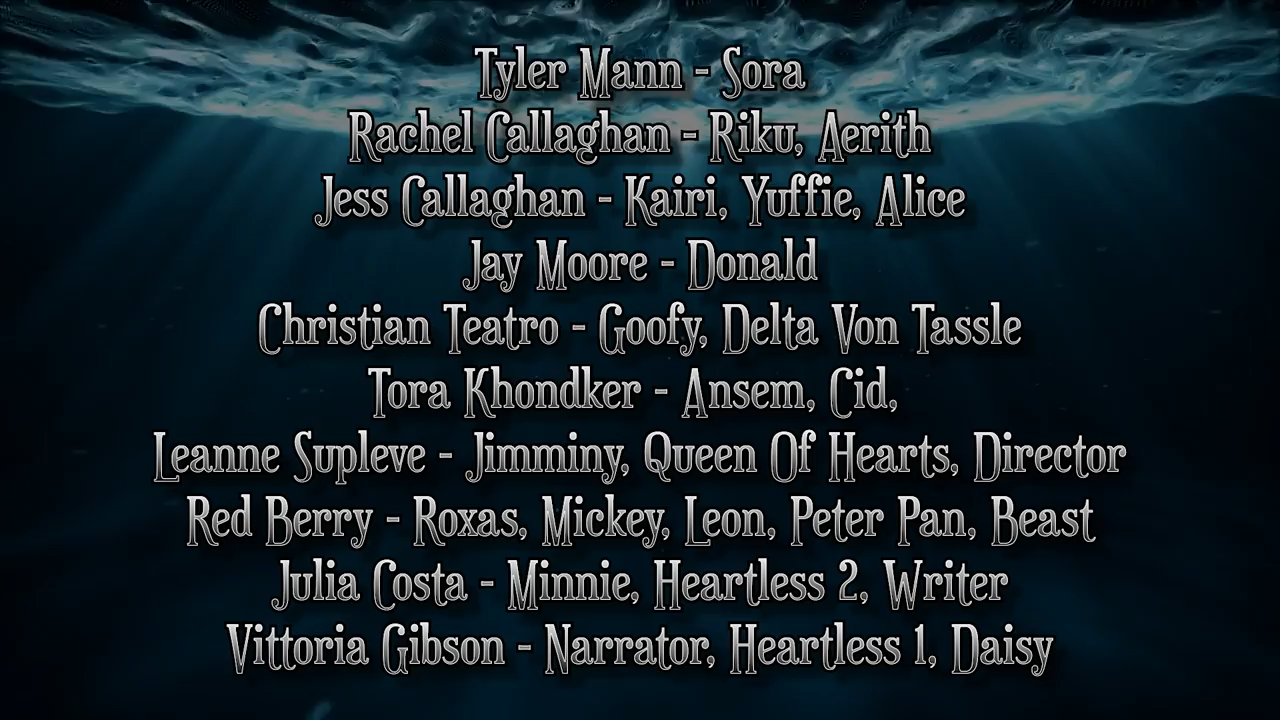 Tyler Mann - Sora
Rachel Callaghan - Riku, Aerith
Jess Callaghan - Kairi, Yuffie, Alice
Jay Moore - Donald
Christian Teatro - Goofy, Delta Von Tassle
Tora Khondker - Ansem, Cid,
Leanne Supleve - Jimminy, Queen Of Hearts, Director
Red Berry - Roxas, Mickey, Leon, Peter Pan, Beast
Julia Costa - Minnie, Heartless 2, Writer
Vittoria Gibson - Narrator, Heartless 1, Daisy